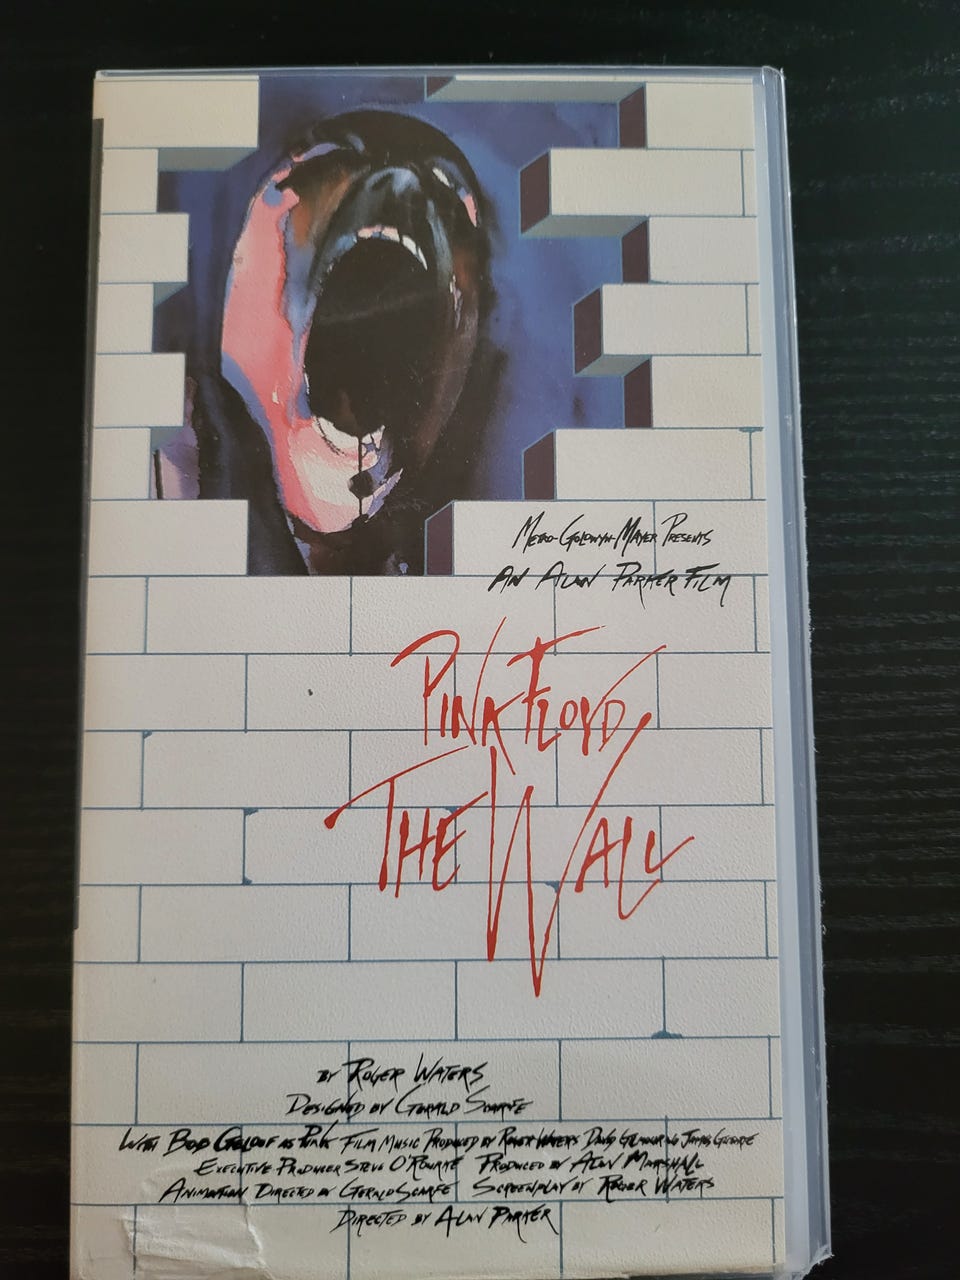 Metro-Goldwyn-Mayer Presents
An Alan Parker Film
Pink Floyd
The Wall
by Roger Waters
Designed by Gerald Scarfe
With Bob Geldof as Pink Film Music Produced by Roger Waters David Gilmour and James Guthrie
Executive Producer Steve O'Rourke Produced by Alan Marshall
Animation Directed by Gerald Scarfe Screenplay by Roger Waters
Directed by Alan Parker